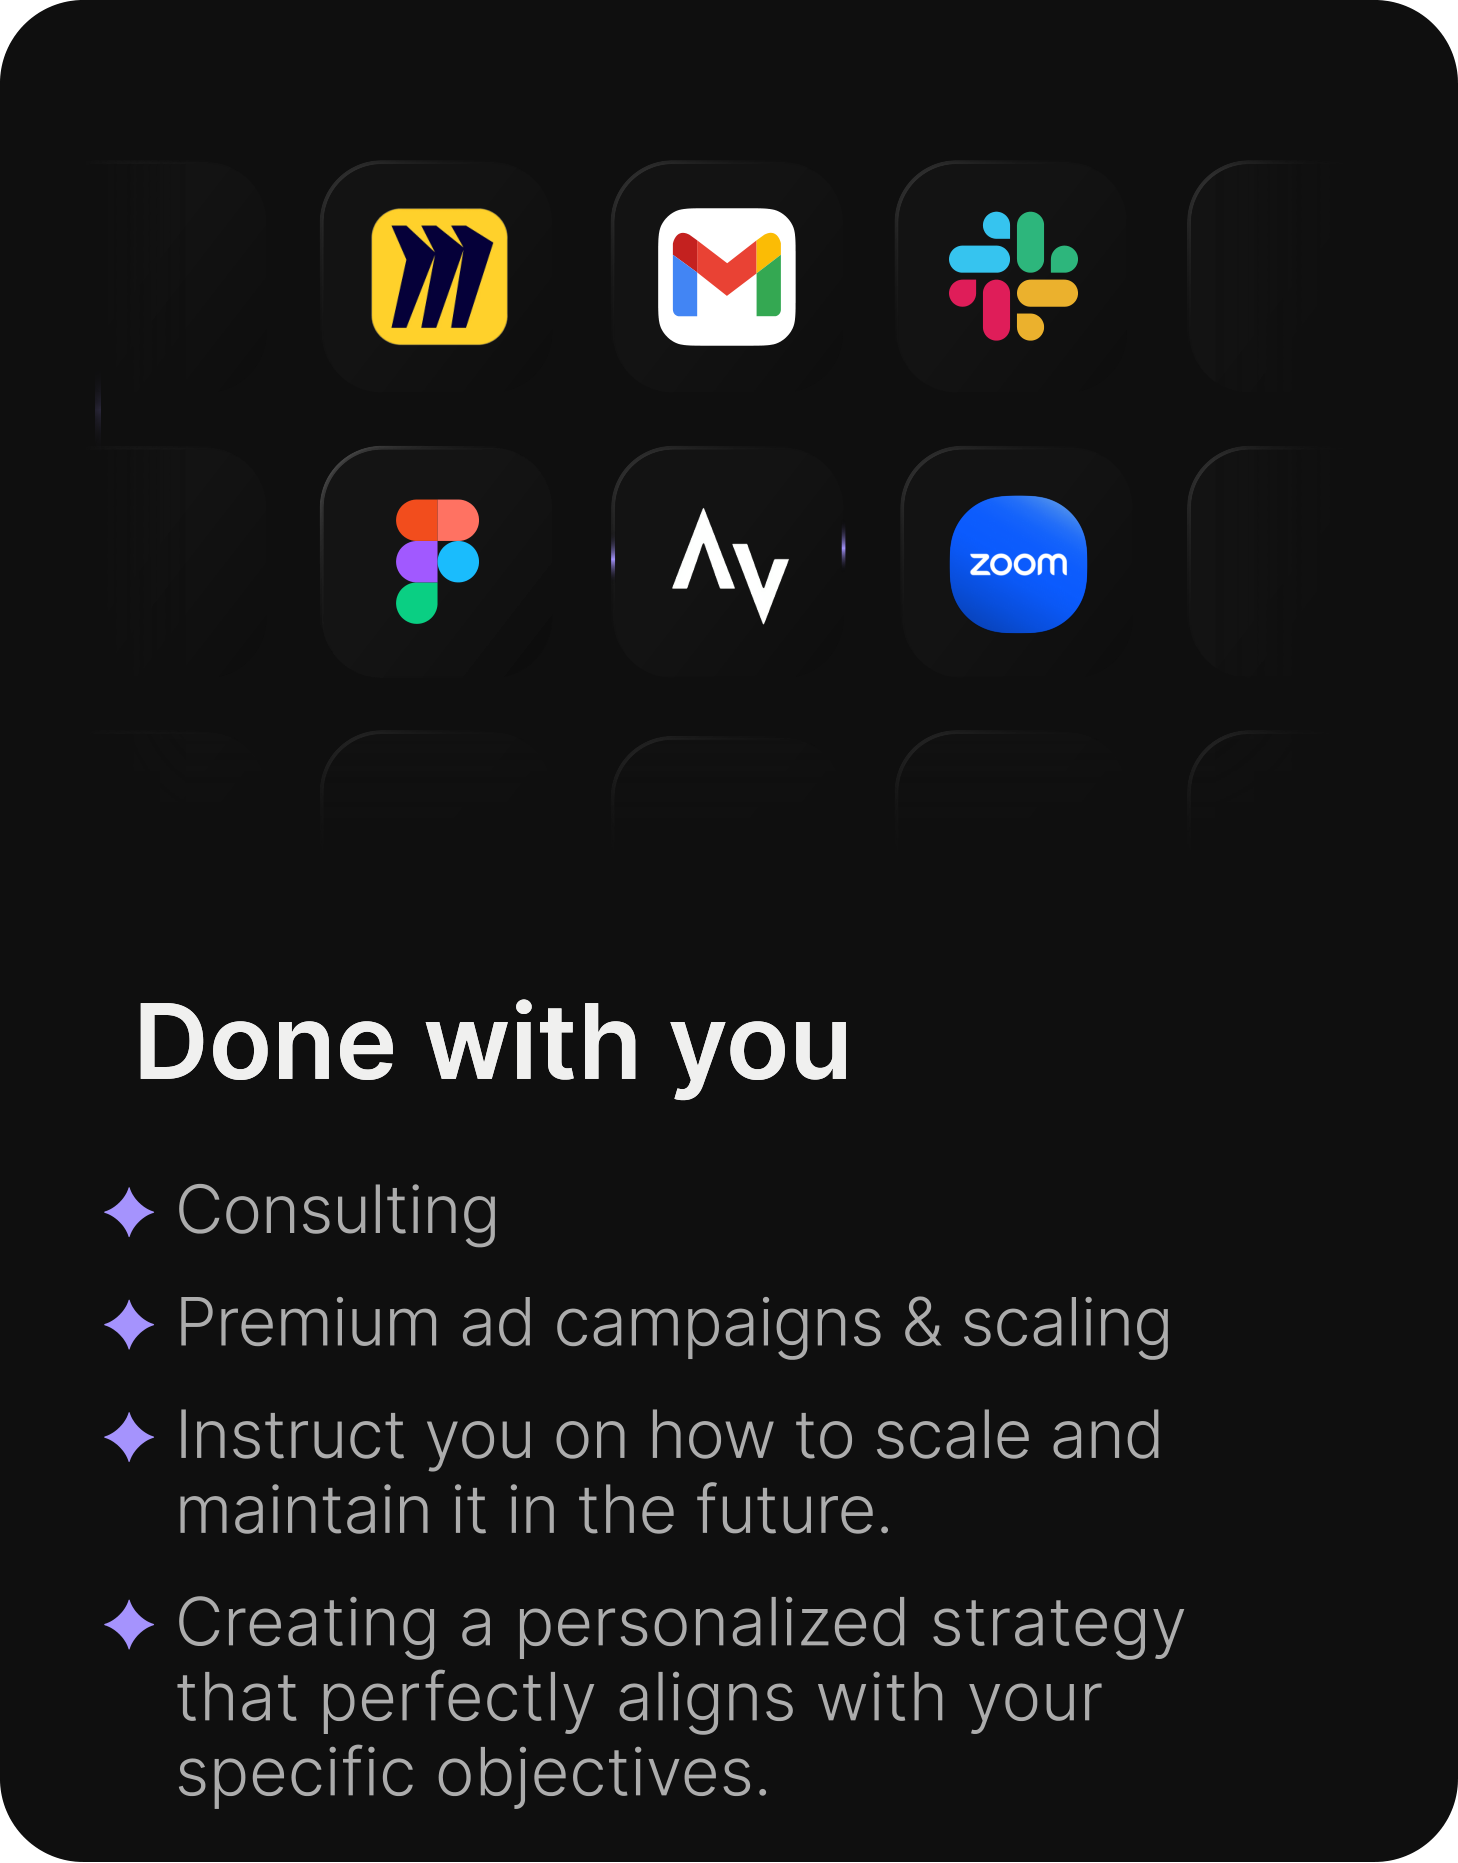 zoom
Done with you
Consulting
Premium ad campaigns & scaling
Instruct you on how to scale and
maintain it in the future.
Creating a personalized strategy
that perfectly aligns with your
specific objectives.